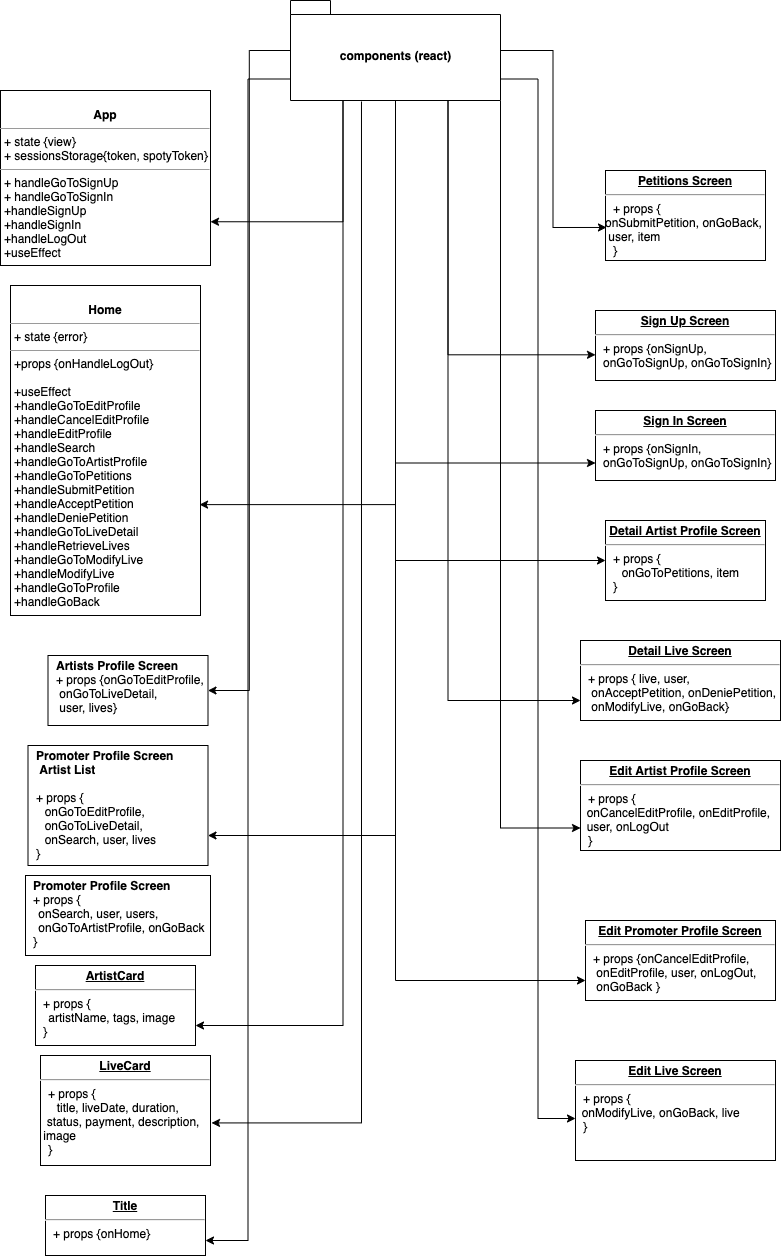 components (react)
App
+ state {view}
+ sessionsStorage{token, spotyToken}
+ handleGoToSignUp
+ handleGoToSignIn
+handleSignUp
+handleSignIn
+handleLogOut
+useEffect
Home
+ state {error}
+props {onHandleLogOut}
+useEffect
+handleGoToEditProfile
+handleCancelEditProfile
+handleEditProfile
+handleSearch
+handleGoToArtistProfile
+handleGoToPetitions
+handleSubmitPetition
+handleAcceptPetition
+handleDeniePetition
+handleGoToLiveDetail
+handleRetrieveLives
+handleGoToModifyLive
+handleModifyLive
+handleGoToProfile
+handleGoBack
Artists Profile Screen
+ props {onGoToEditProfile,
onGoToLiveDetail,
user, lives}
Promoter Profile Screen
Artist List
+ props {
onGoToEditProfile,
onGoToLiveDetail,
onSearch, user, lives
}
Promoter Profile Screen
+ props {
onSearch, user, users,
onGoToArtistProfile, onGoBack
}
ArtistCard
+ props {
artistName, tags, image
}
LiveCard
+ props {
title, liveDate, duration,
status, payment, description,
image
}
Title
+ props {onHome}
Petitions Screen
+ props {
onSubmitPetition, onGoBack,
user, item
}
Sign Up Screen
+ props {onSignUp,
onGoToSignUp, onGoToSignIn}
Sign In Screen
+ props {onSignIn,
onGoToSignUp, onGoToSignIn}
Detail Artist Profile Screen
+ props {
onGoToPetitions, item
}
Detail Live Screen
+ props { live, user,
onAcceptPetition, onDeniePetition,
onModifyLive, onGoBack}
Edit Artist Profile Screen
+ props {
onCancelEditProfile, onEditProfile,
user, onLogOut
}
Edit Promoter Profile Screen
+ props {onCancelEditProfile,
onEditProfile, user, onLogOut,
onGoBack }
Edit Live Screen
+ props {
onModifyLive, onGoBack, live
}